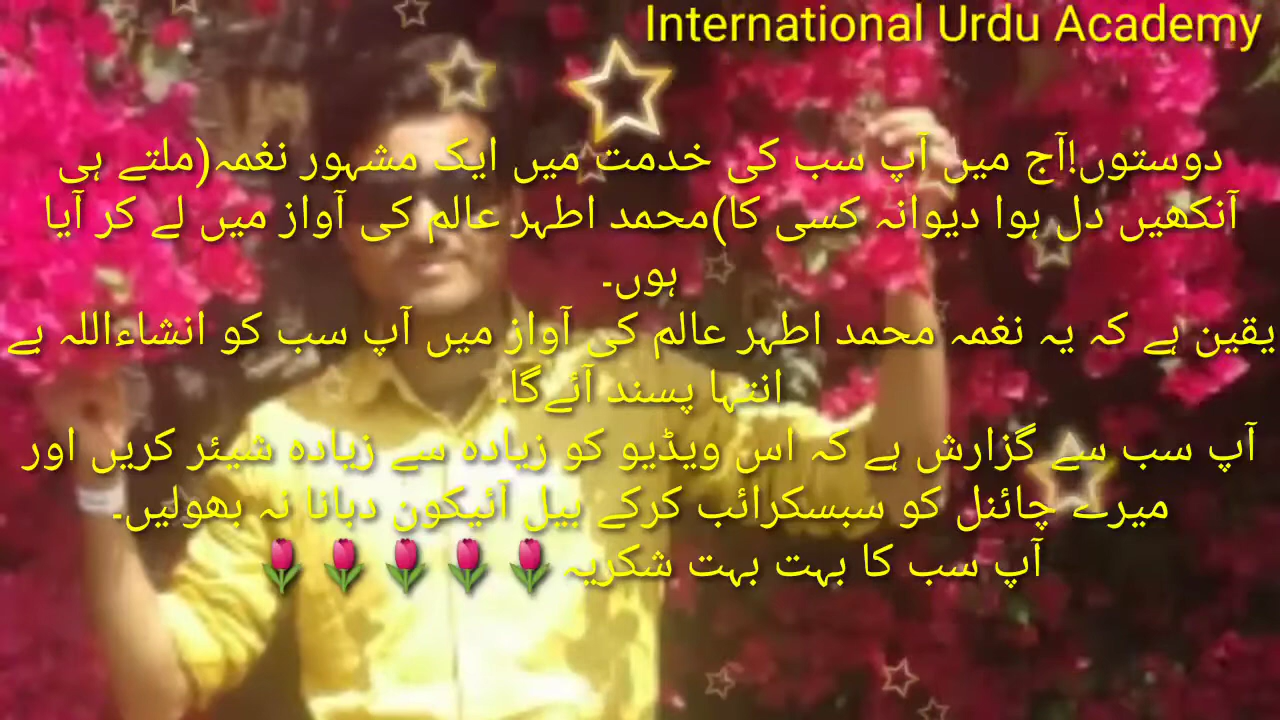 International Urdu Academy
دوستوں!آج میں آپ سب کی خدمت میں ایک مشہور نغمہ(ملتے ہی
آنکھیں دل ہوا دیوانہ کسی کا)محمد اطہر عالم کی آواز میں لے کر آیا
ہوں۔
یقین ہے کہ یہ نغمہ محمد اطہر عالم کی آواز میں آپ سب کو انشاءاللہ بے
انتہا پسند آئےگا۔
آپ سب سے گزارش ہے کہ اس ویڈیو کو زیادہ سے زیادہ شیئر کریں اور
میرے چائنل کو سبسکرائب کرکے بیل آئیکون دبانا نہ بھولیں۔
آپ سب کا بہت بہت شکریہ🌷🌷🌷🌷🌷